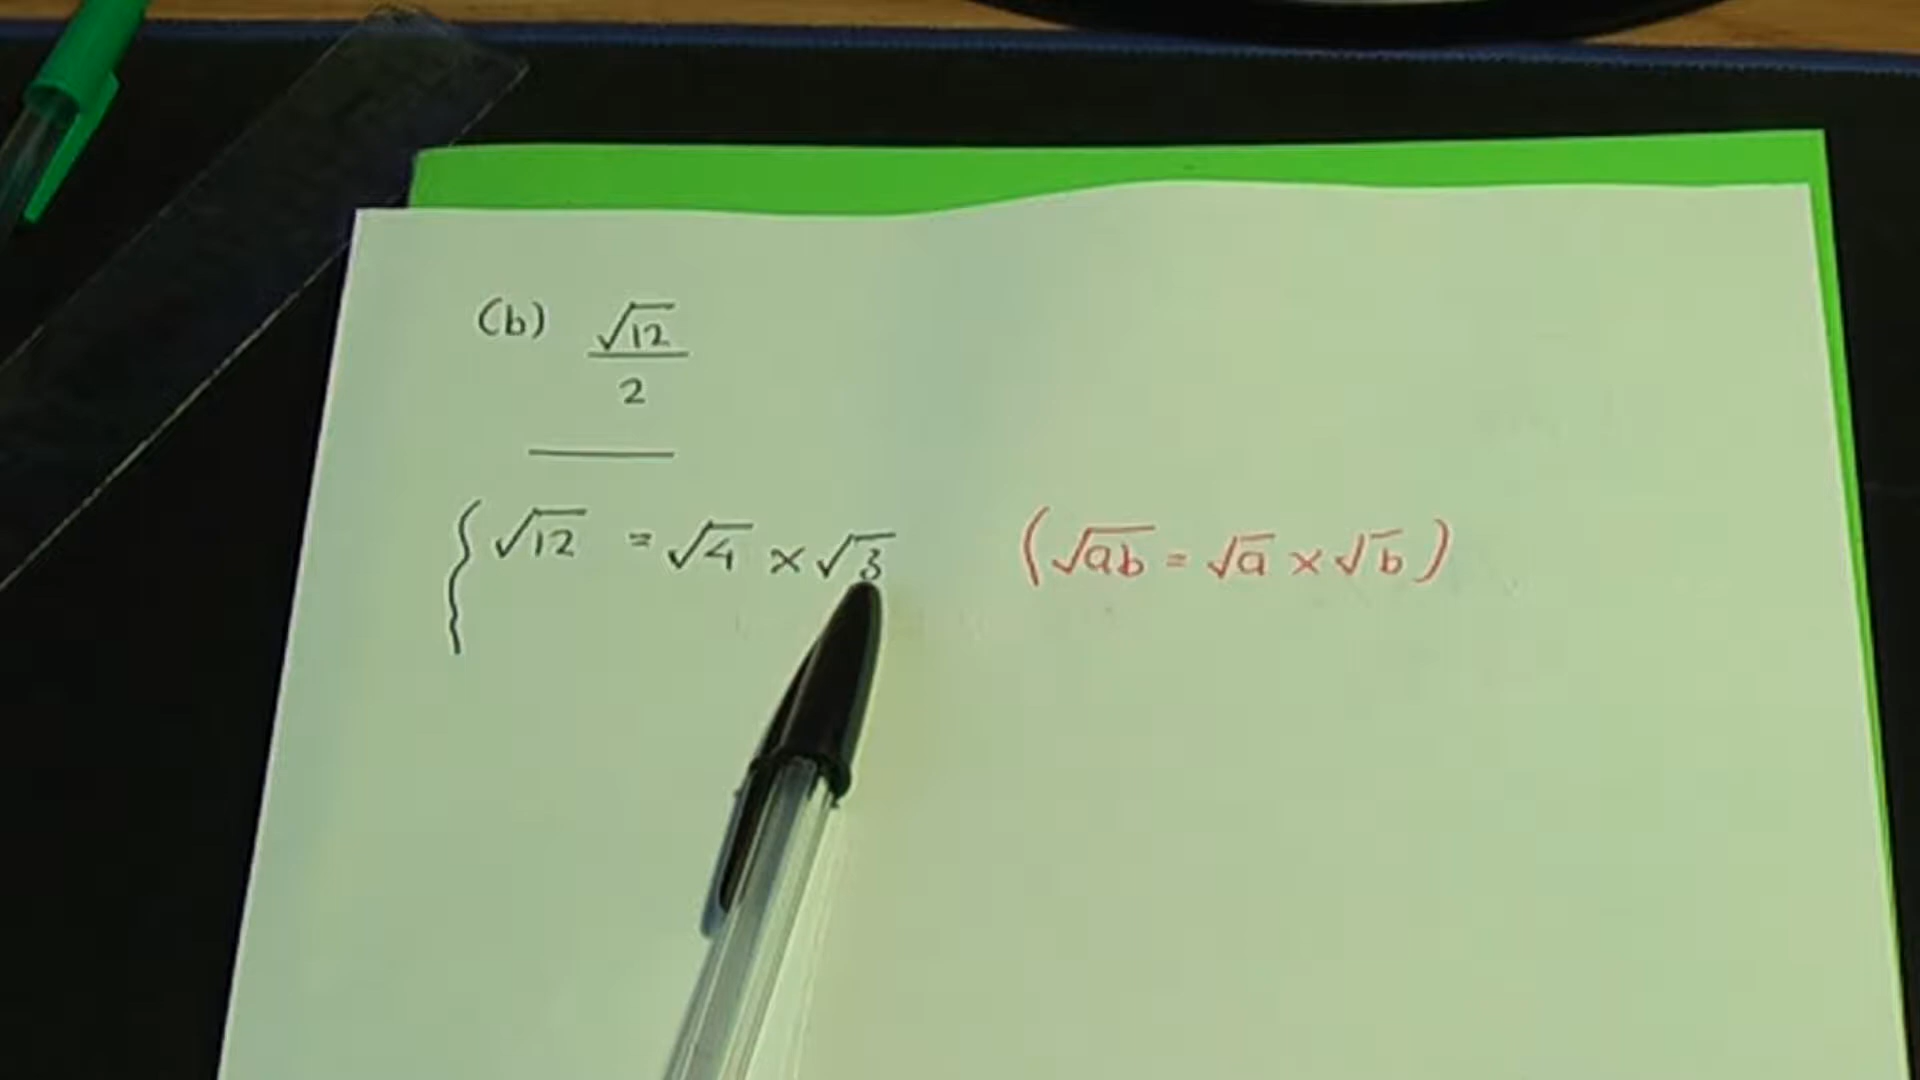 (b) √12
2
√12 = √4 × √3 (√ab = √a × √b)